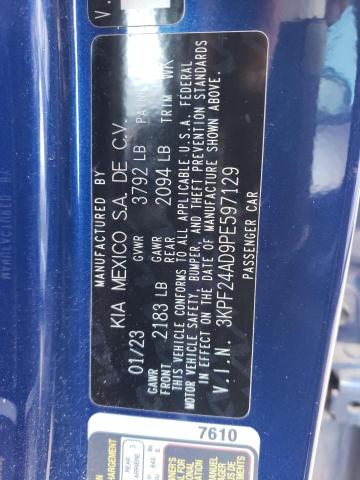 MANUFACTURED BY
KIA MEXICO S.A. DE C.V.
01/23 GVWR 3792 LB
GAWR FRONT 2183 LB GAWR REAR 2094 LB TRIM WK
THIS VEHICLE CONFORMS TO ALL APPLICABLE U.S.A. FEDERAL
MOTOR VEHICLE SAFETY, BUMPER, AND THEFT PREVENTION STANDARDS
IN EFFECT ON THE DATE OF MANUFACTURE SHOWN ABOVE.
V.I.N. 3KPF24AD9PE597129
PASSENGER CAR
7610
REAR
3